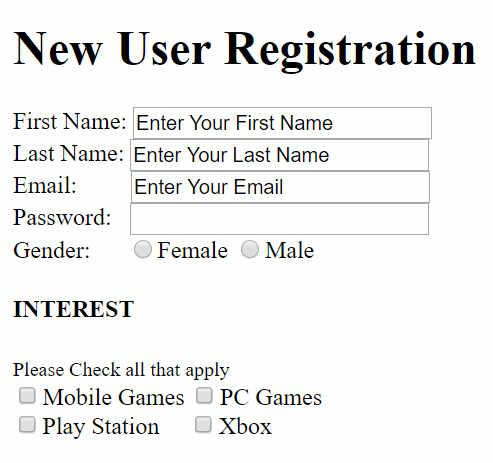 New User Registration
First Name: Enter Your First Name
Last Name: Enter Your Last Name
Email: Enter Your Email
Password:
Gender: Female Male
INTEREST
Please Check all that apply
Mobile Games PC Games
Play Station Xbox